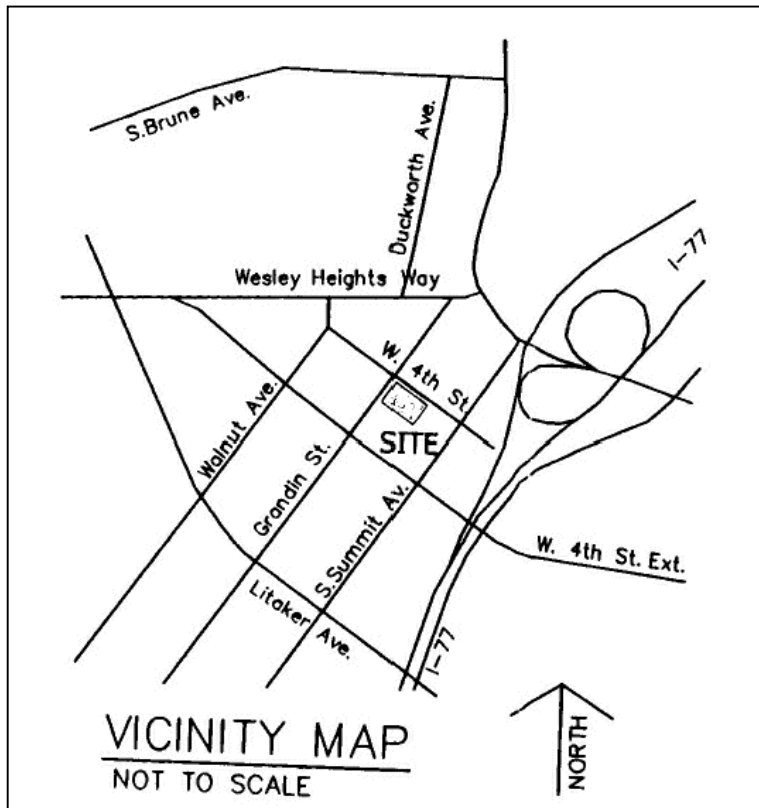 S.Brune Ave.
Duckworth Ave.
I-77
Wesley Heights Way
W. 4th St.
Walnut Ave.
SITE
Grandin St.
S.Summit Av.
W. 4th St. Ext.
Litaker Ave.
I-77
VICINITY MAP
NOT TO SCALE
NORTH